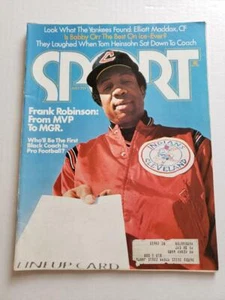 Look What The Yankees Found: Elliott Maddox, CF
Is Bobby Orr The Best On Ice-Track?
They Laughed When Tom Heinsohn Sat Down To Coach
SPORT
Frank Robinson:
From MVP
To MGR.
Who'll Be The First
Black Coach In
Pro Football?
INDIANS
CLEVELAND
LINEUP CARD